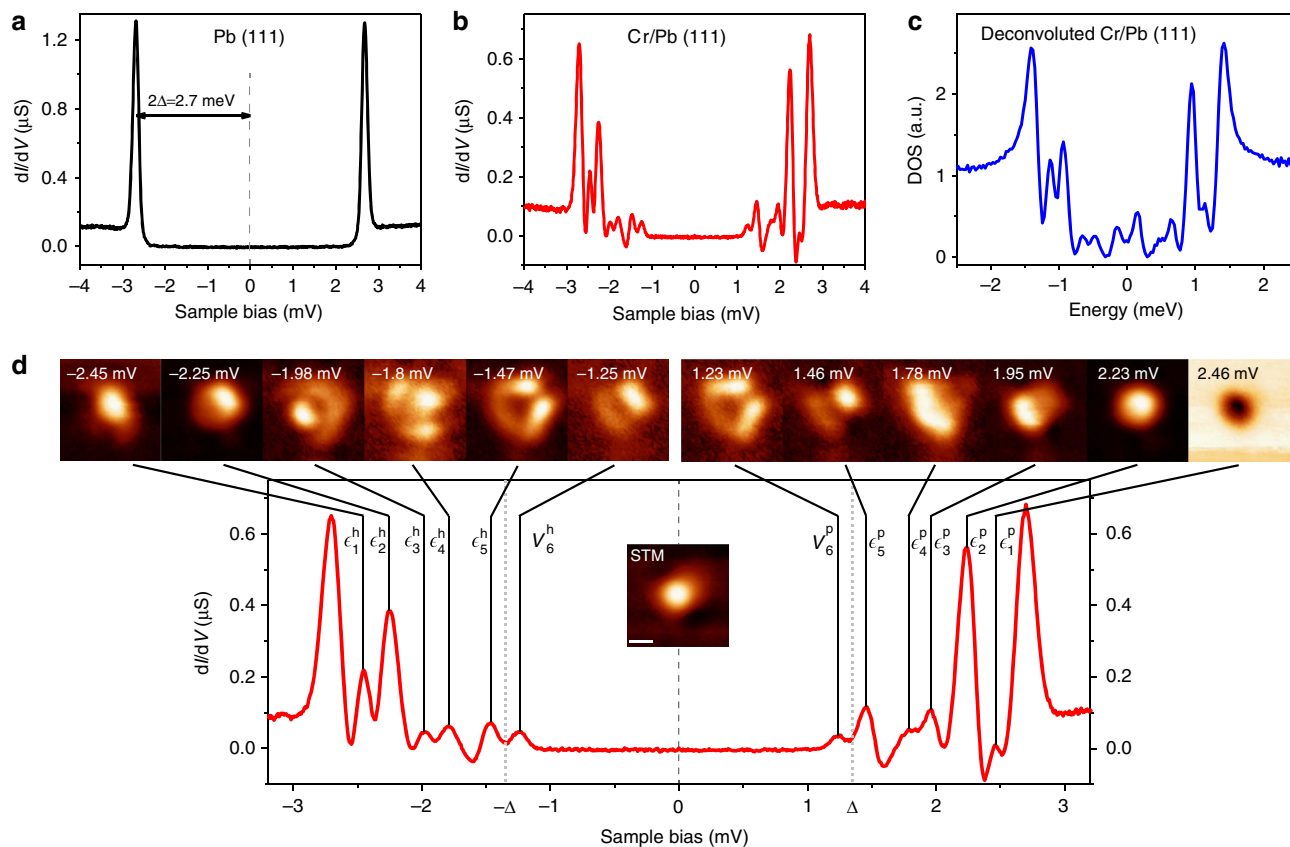 a
Pb (111)
2Δ=2.7 meV
dI/dV (μS)
1.2
0.8
0.4
0.0
−4 −3 −2 −1 0 1 2 3 4
Sample bias (mV)
b
Cr/Pb (111)
dI/dV (μS)
0.6
0.4
0.2
0.0
−4 −3 −2 −1 0 1 2 3 4
Sample bias (mV)
c
Deconvoluted Cr/Pb (111)
DOS (a.u.)
2
1
0
−2 −1 0 1 2
Energy (meV)
d
−2.45 mV −2.25 mV −1.98 mV −1.8 mV −1.47 mV −1.25 mV 1.23 mV 1.46 mV 1.78 mV 1.95 mV 2.23 mV 2.46 mV
ϵ₁ʰ ϵ₂ʰ ϵ₃ʰ ϵ₄ʰ ϵ₅ʰ V₆ʰ V₆ᵖ ϵ₅ᵖ ϵ₄ᵖ ϵ₃ᵖ ϵ₂ᵖ ϵ₁ᵖ
STM
dI/dV (μS)
0.6
0.4
0.2
0.0
0.6
0.4
0.2
0.0
−3 −2 −Δ −1 0 1 Δ 2 3
Sample bias (mV)